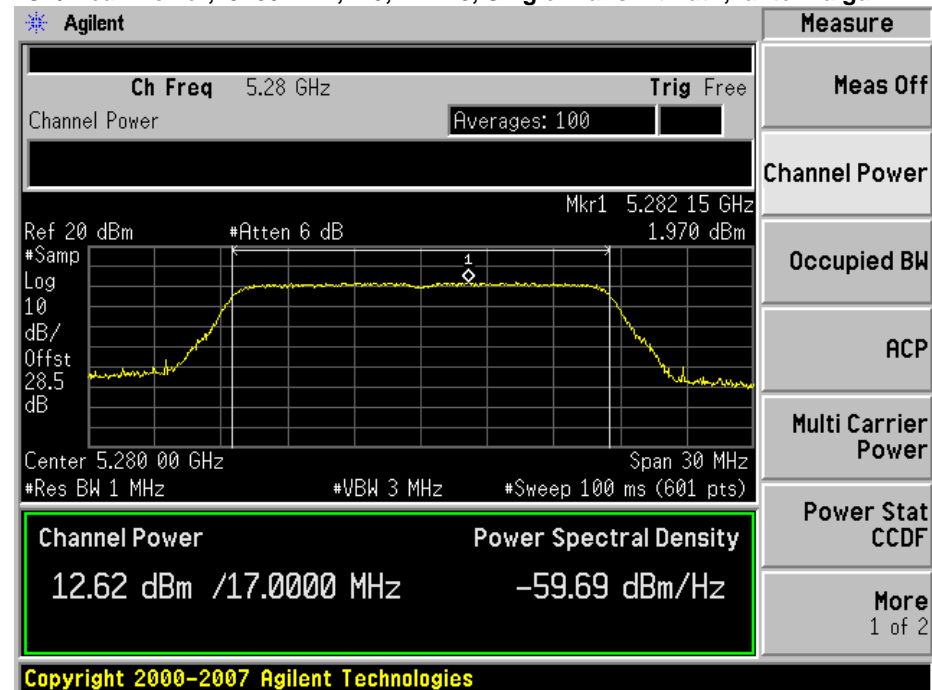 Agilent
Measure
Ch Freq 5.28 GHz Trig Free
Meas Off
Channel Power Averages: 100
Channel Power
Mkr1 5.282 15 GHz
Ref 20 dBm #Atten 6 dB 1.970 dBm
#Samp
Log
10
dB/
Offst
28.5
dB
1
Occupied BW
ACP
Multi Carrier
Power
Center 5.280 00 GHz Span 30 MHz
#Res BW 1 MHz #VBW 3 MHz #Sweep 100 ms (601 pts)
Power Stat
CCDF
Channel Power Power Spectral Density
12.62 dBm /17.0000 MHz -59.69 dBm/Hz
More
1 of 2
Copyright 2000-2007 Agilent Technologies